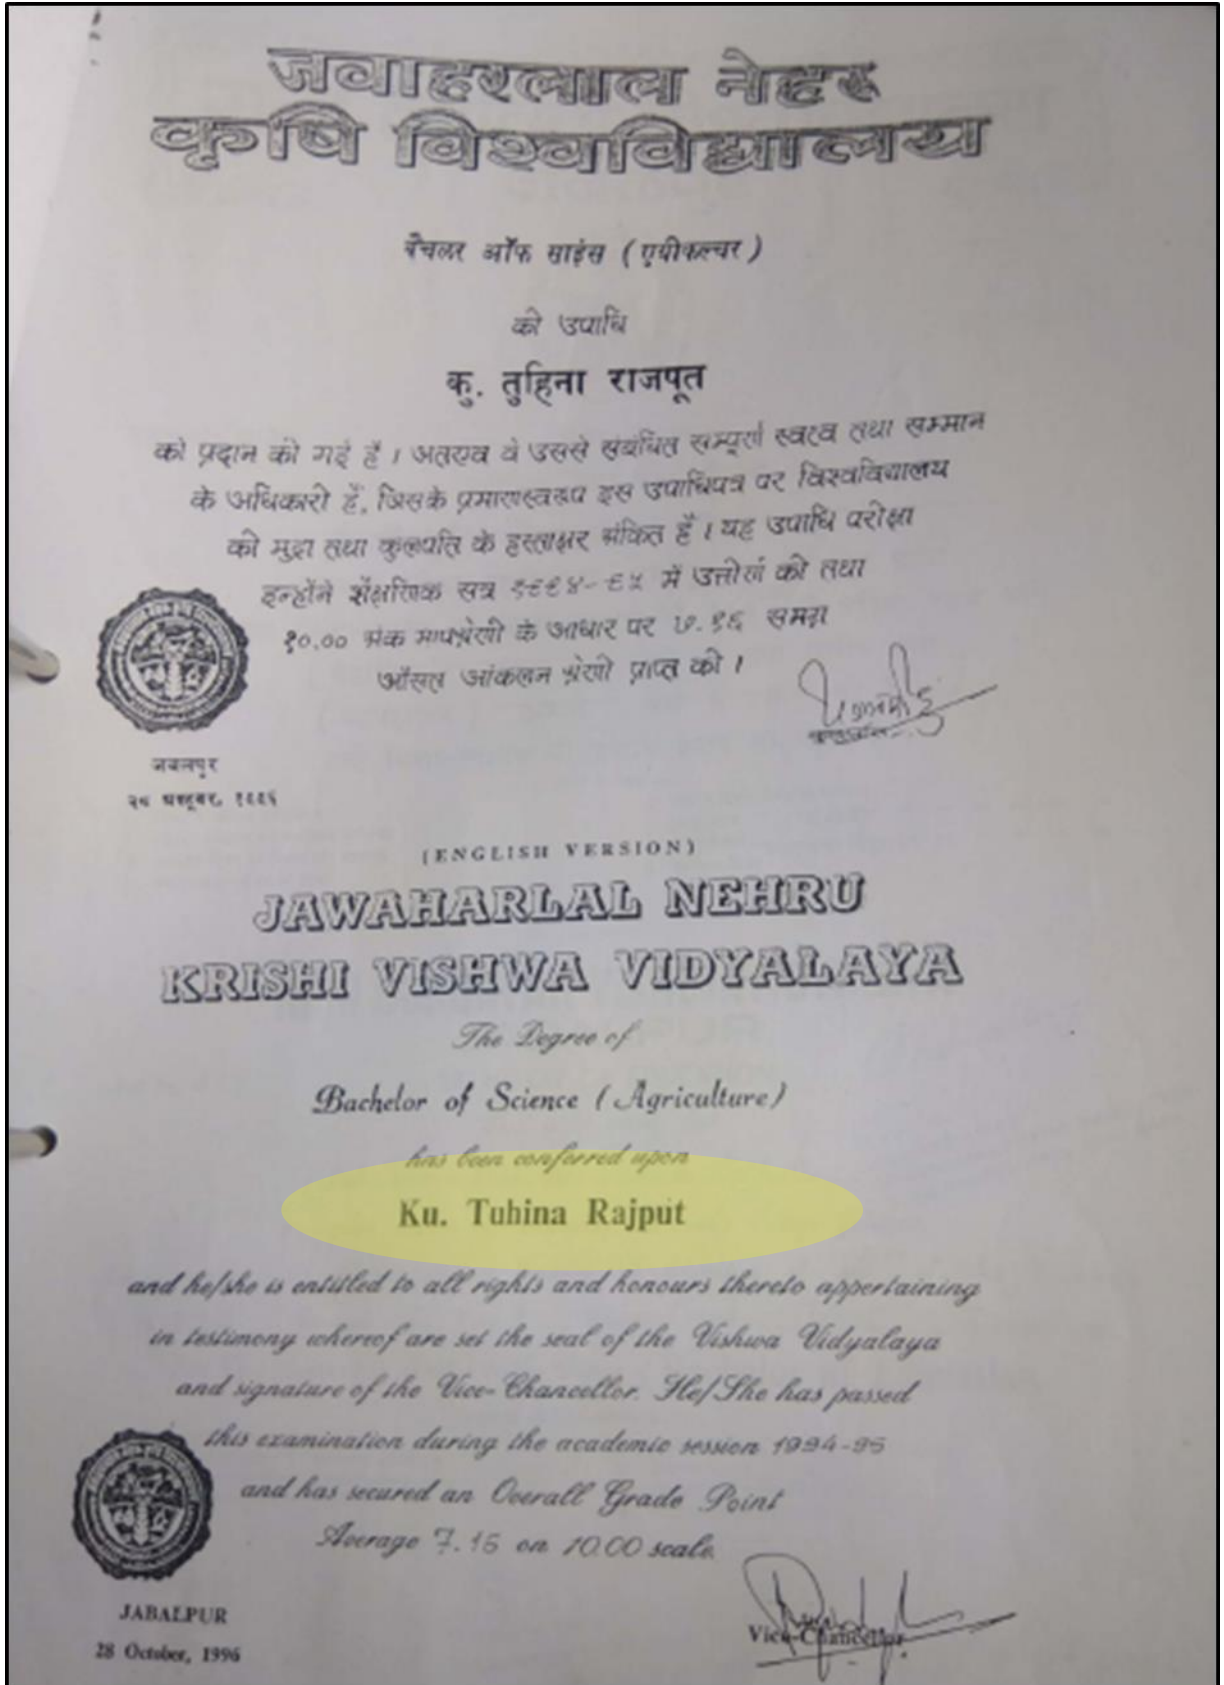 जवाहरलाल नेहरू
कृषि विश्वविद्यालय
बैचलर ऑफ साइंस (एग्रीकल्चर)
की उपाधि
कु. तुहिना राजपूत
को प्रदान की गई है । अतएव वे उससे संबंधित सम्पूर्ण स्वत्व तथा सम्मान
के अधिकारी हैं, जिसके प्रमाणस्वरूप इस उपाधिपत्र पर विश्वविद्यालय
की मुद्रा तथा कुलपति के हस्ताक्षर अंकित हैं । यह उपाधि परीक्षा
इन्होंने शैक्षणिक सत्र १९९४-९५ में उत्तीर्ण की तथा
१०.०० अंक मापश्रेणी के आधार पर ७.१६ समग्र
औसत आंकलन श्रेणी प्राप्त की ।
कुलपति
जबलपुर
२८ अक्टूबर, १९९६
(ENGLISH VERSION)
JAWAHARLAL NEHRU
KRISHI VISHWA VIDYALAYA
The Degree of
Bachelor of Science (Agriculture)
has been conferred upon
Ku. Tuhina Rajput
and he/she is entitled to all rights and honours thereto appertaining
in testimony whereof are set the seal of the Vishwa Vidyalaya
and signature of the Vice-Chancellor. He/She has passed
this examination during the academic session 1994-95
and has secured an Overall Grade Point
Average 7.16 on 10.00 scale.
JABALPUR
28 October, 1996
Vice-Chancellor